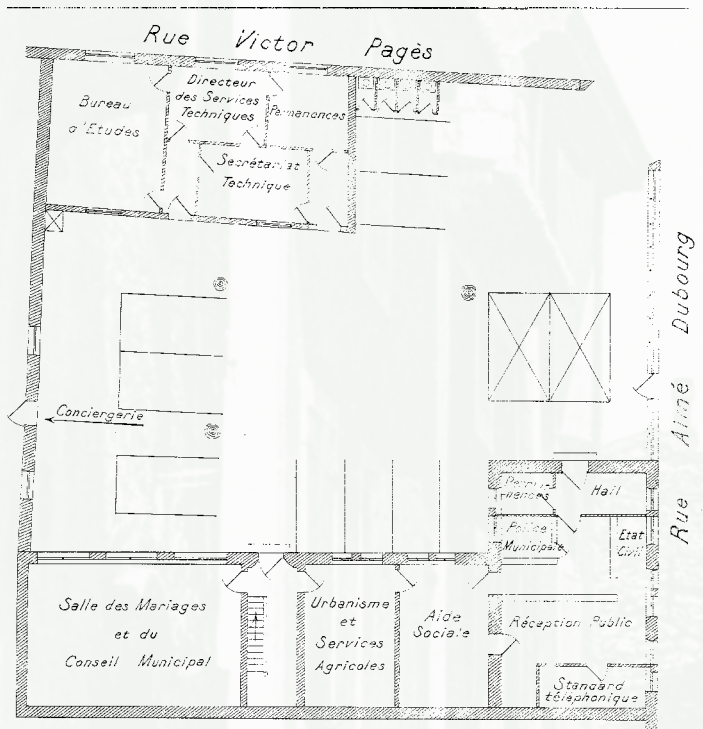 Rue Victor Pagès
Bureau
d'Etudes
Directeur
des Services
Techniques
Permanences
Secrétariat
Technique
Rue Aimé Dubourg
Conciergerie
Perma-
nences
Hall
Police
Municipale
Etat
Civil
Salle des Mariages
et du
Conseil Municipal
Urbanisme
et
Services
Agricoles
Aide
Sociale
Réception Public
Standard
téléphonique